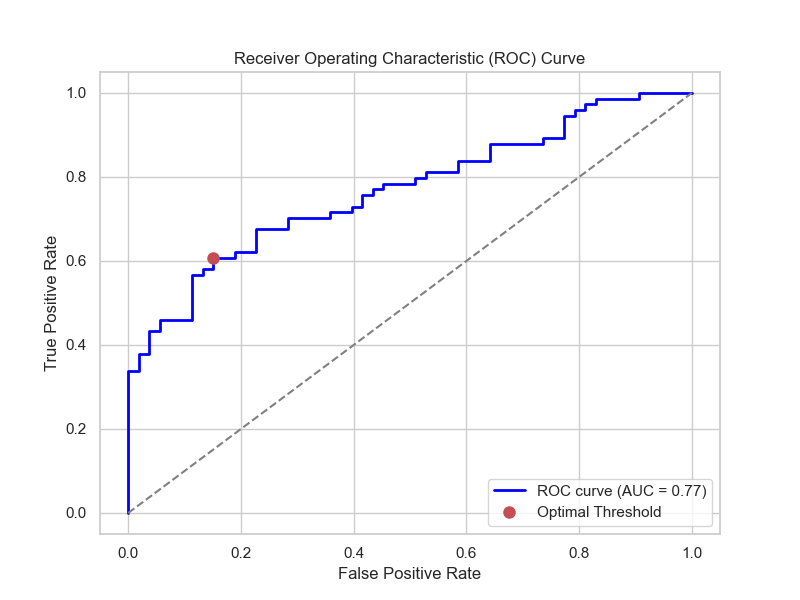 Receiver Operating Characteristic (ROC) Curve
True Positive Rate
1.0
0.8
0.6
0.4
0.2
0.0
0.0 0.2 0.4 0.6 0.8 1.0
False Positive Rate
ROC curve (AUC = 0.77)
Optimal Threshold